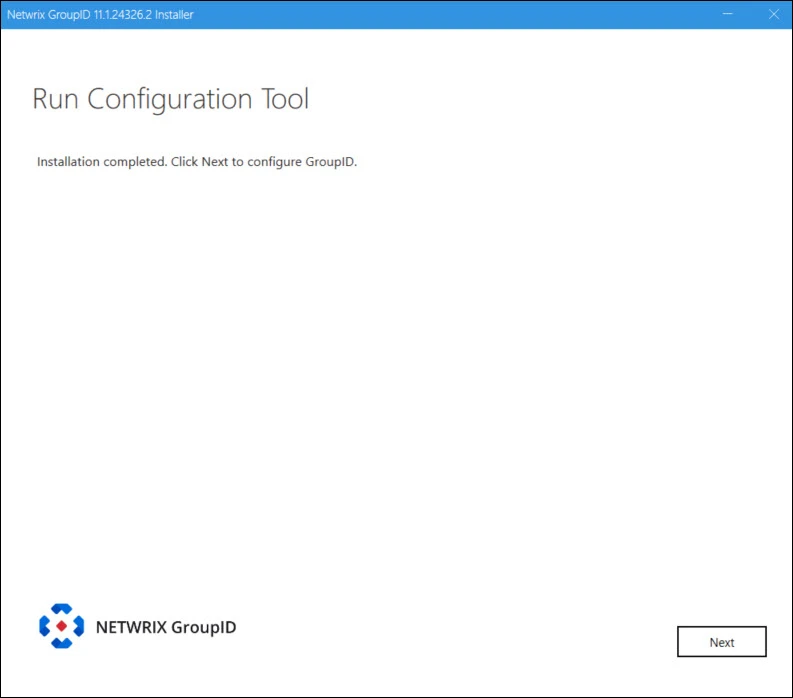 Netwrix GroupID 11.1.24326.2 Installer
Run Configuration Tool
Installation completed. Click Next to configure GroupID.
NETWRIX GroupID
Next